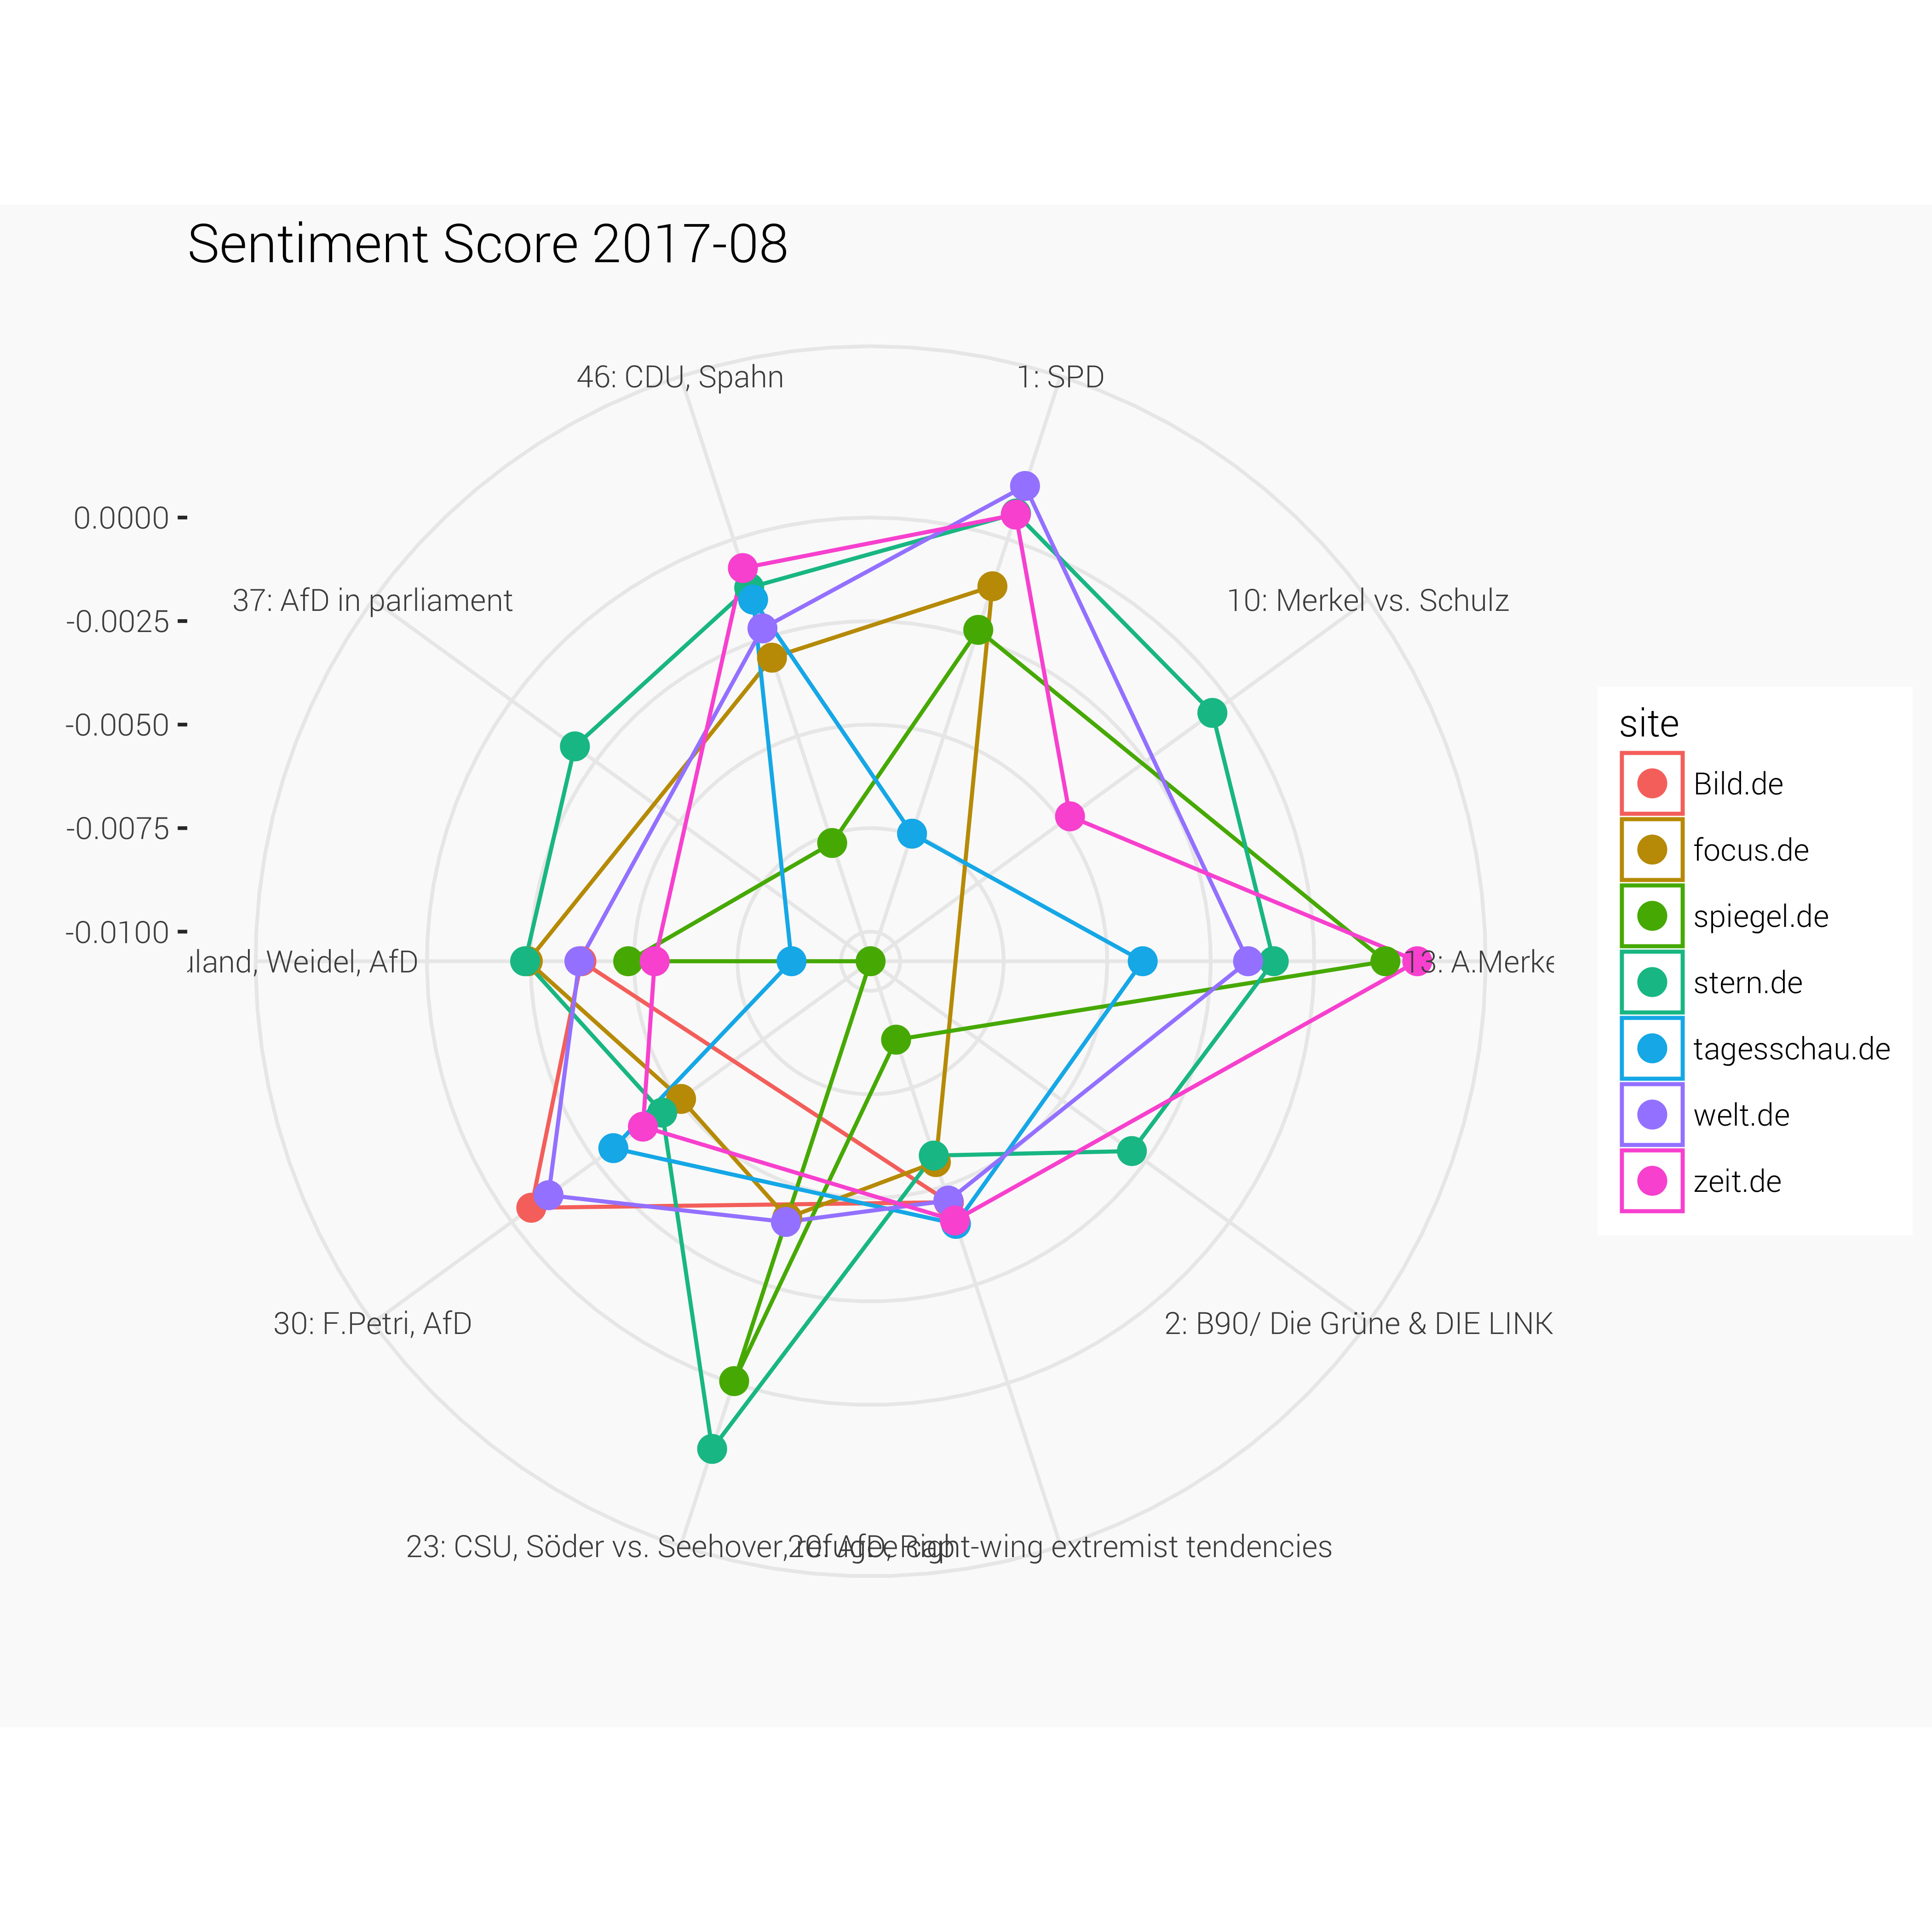 Sentiment Score 2017-08
46: CDU, Spahn
1: SPD
0.0000
37: AfD in parliament
10: Merkel vs. Schulz
-0.0025
-0.0050
-0.0075
-0.0100
Weidel, AfD
13: A.Merke
30: F.Petri, AfD
2: B90/ Die Grüne & DIE LINK
23: CSU, Söder vs. Seehover, refugee cap
20: AfD, Right-wing extremist tendencies
site
Bild.de
focus.de
spiegel.de
stern.de
tagesschau.de
welt.de
zeit.de